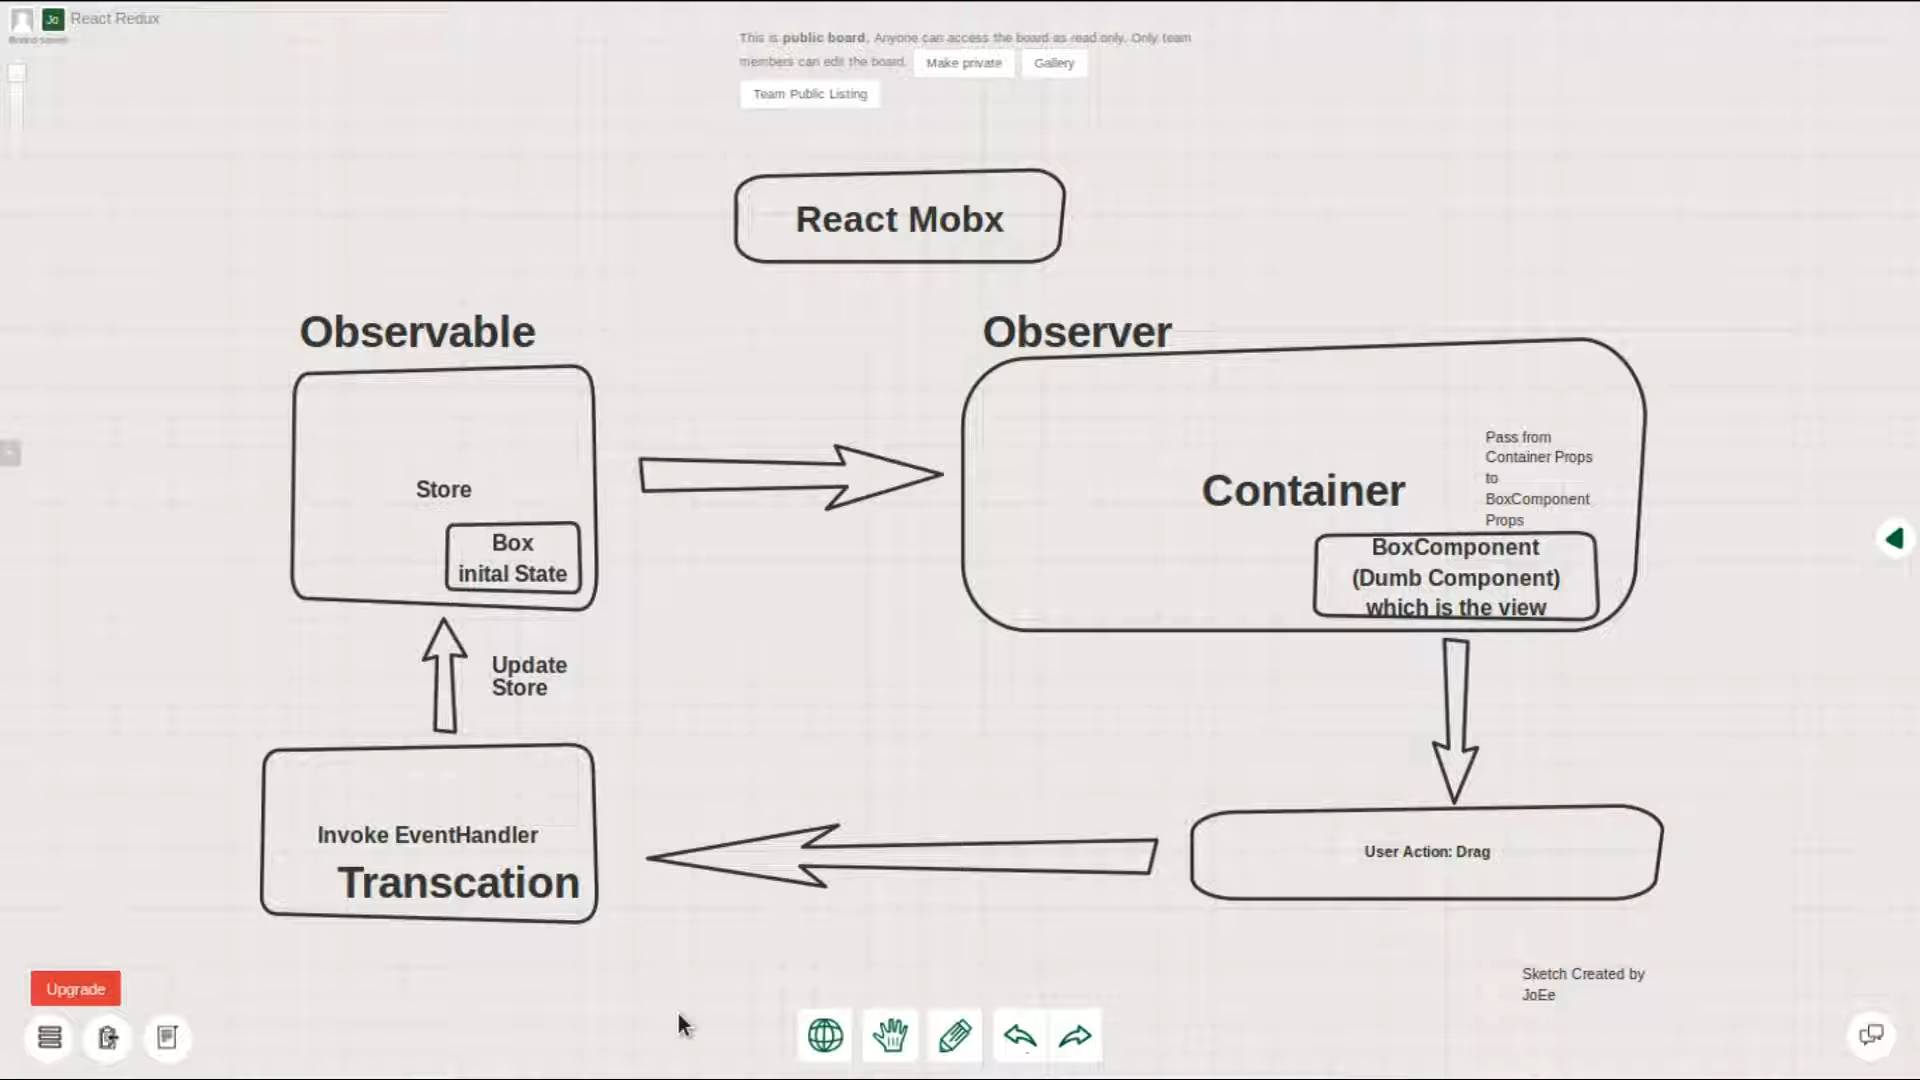 Jo React Redux
Board saved
This is public board. Anyone can access the board as read only. Only team
members can edit the board. Make private Gallery
Team Public Listing
React Mobx
Observable
Observer
Store
Box
inital State
Container
Pass from
Container Props
to
BoxComponent
Props
BoxComponent
(Dumb Component)
which is the view
Update
Store
Invoke EventHandler
Transcation
User Action: Drag
Sketch Created by
JoEe
Upgrade